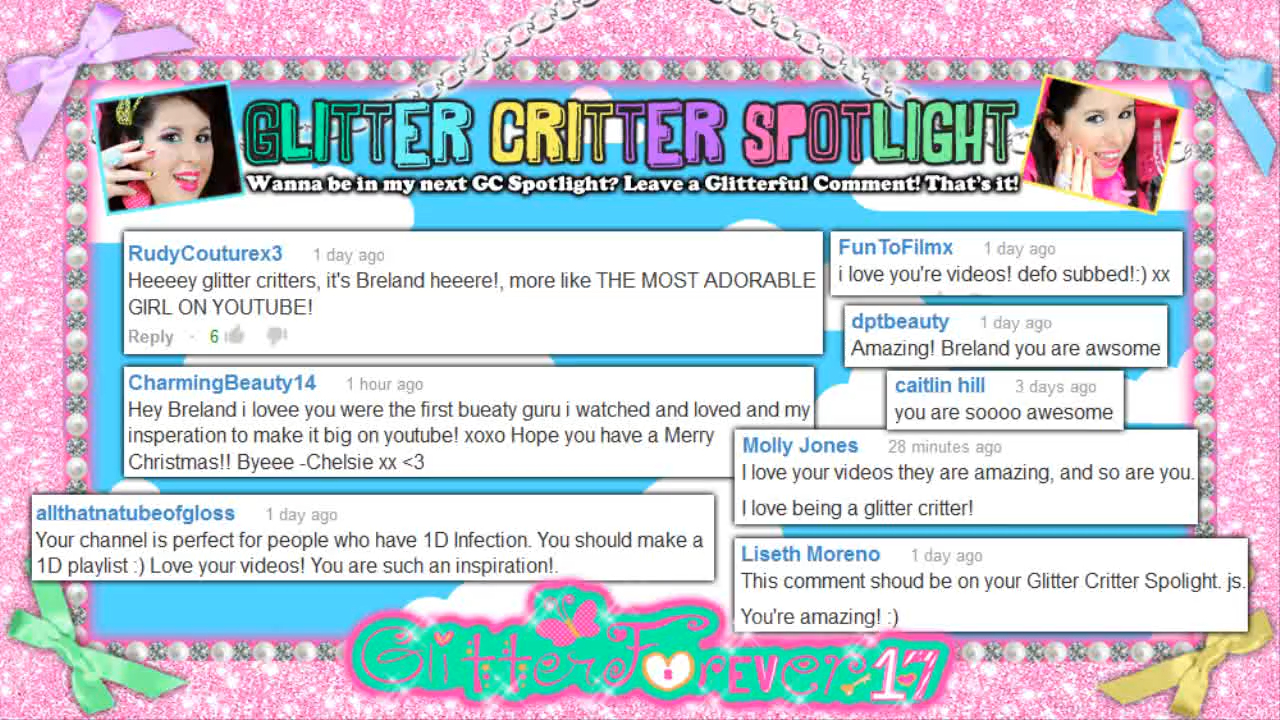 GLITTER CRITTER SPOTLIGHT
Wanna be in my next GC Spotlight? Leave a Glitterful Comment! That's it!
RudyCouturex3 1 day ago
Heeeey glitter critters, it's Breland heeere!, more like THE MOST ADORABLE
GIRL ON YOUTUBE!
Reply · 6
CharmingBeauty14 1 hour ago
Hey Breland i lovee you were the first bueaty guru i watched and loved and my
insperation to make it big on youtube! xoxo Hope you have a Merry
Christmas!! Byeee -Chelsie xx <3
allthatnatubeofgloss 1 day ago
Your channel is perfect for people who have 1D Infection. You should make a
1D playlist :) Love your videos! You are such an inspiration!.
FunToFilmx 1 day ago
i love you're videos! defo subbed!:) xx
dptbeauty 1 day ago
Amazing! Breland you are awsome
caitlin hill 3 days ago
you are soooo awesome
Molly Jones 28 minutes ago
I love your videos they are amazing, and so are you.
I love being a glitter critter!
Liseth Moreno 1 day ago
This comment shoud be on your Glitter Critter Spolight. js.
You're amazing! :)
GlitterForever17